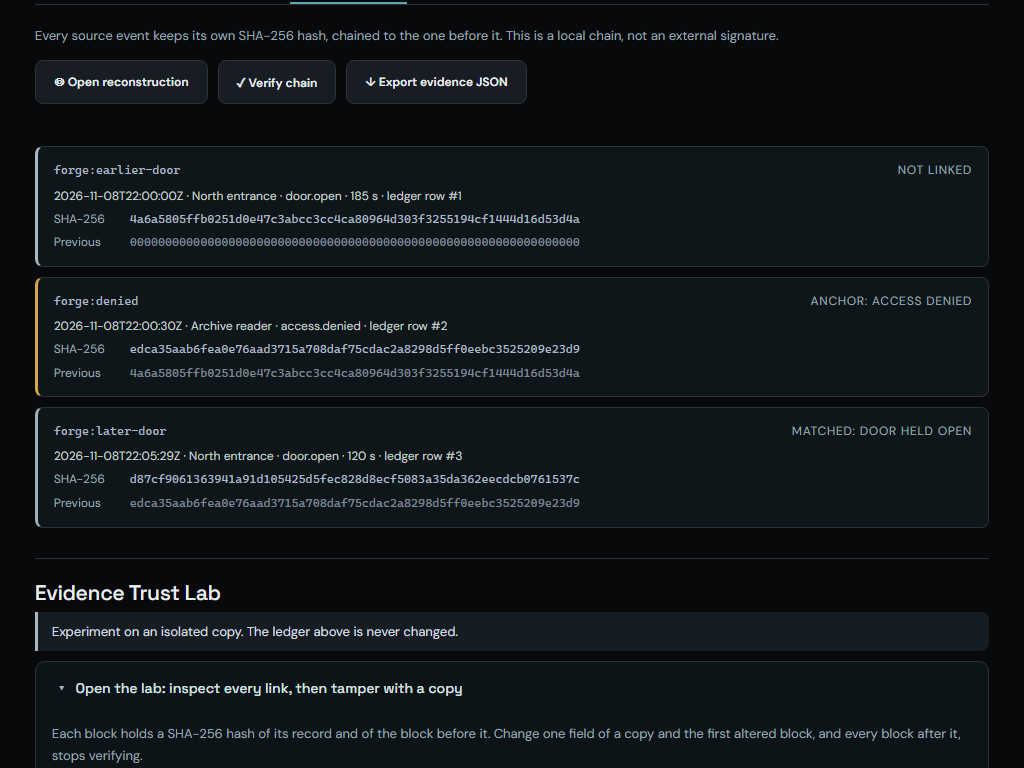 Every source event keeps its own SHA-256 hash, chained to the one before it. This is a local chain, not an external signature.
Open reconstruction
✓ Verify chain
↓ Export evidence JSON
forge:earlier-door
NOT LINKED
2026-11-08T22:00:00Z · North entrance · door.open · 185 s · ledger row #1
SHA-256 4a6a5805ffb0251d0e47c3abcc3cc4ca80964d303f3255194cf1444d16d53d4a
Previous 0000000000000000000000000000000000000000000000000000000000000000
forge:denied
ANCHOR: ACCESS DENIED
2026-11-08T22:00:30Z · Archive reader · access.denied · ledger row #2
SHA-256 edca35aab6fea0e76aad3715a708daf75cdac2a8298d5ff0eebc3525209e23d9
Previous 4a6a5805ffb0251d0e47c3abcc3cc4ca80964d303f3255194cf1444d16d53d4a
forge:later-door
MATCHED: DOOR HELD OPEN
2026-11-08T22:05:29Z · North entrance · door.open · 120 s · ledger row #3
SHA-256 d87cf9061363941a91d105425d5fec828d8ecf5083a35da362eecdcb0761537c
Previous edca35aab6fea0e76aad3715a708daf75cdac2a8298d5ff0eebc3525209e23d9
Evidence Trust Lab
Experiment on an isolated copy. The ledger above is never changed.
▾ Open the lab: inspect every link, then tamper with a copy
Each block holds a SHA-256 hash of its record and of the block before it. Change one field of a copy and the first altered block, and every block after it,
stops verifying.